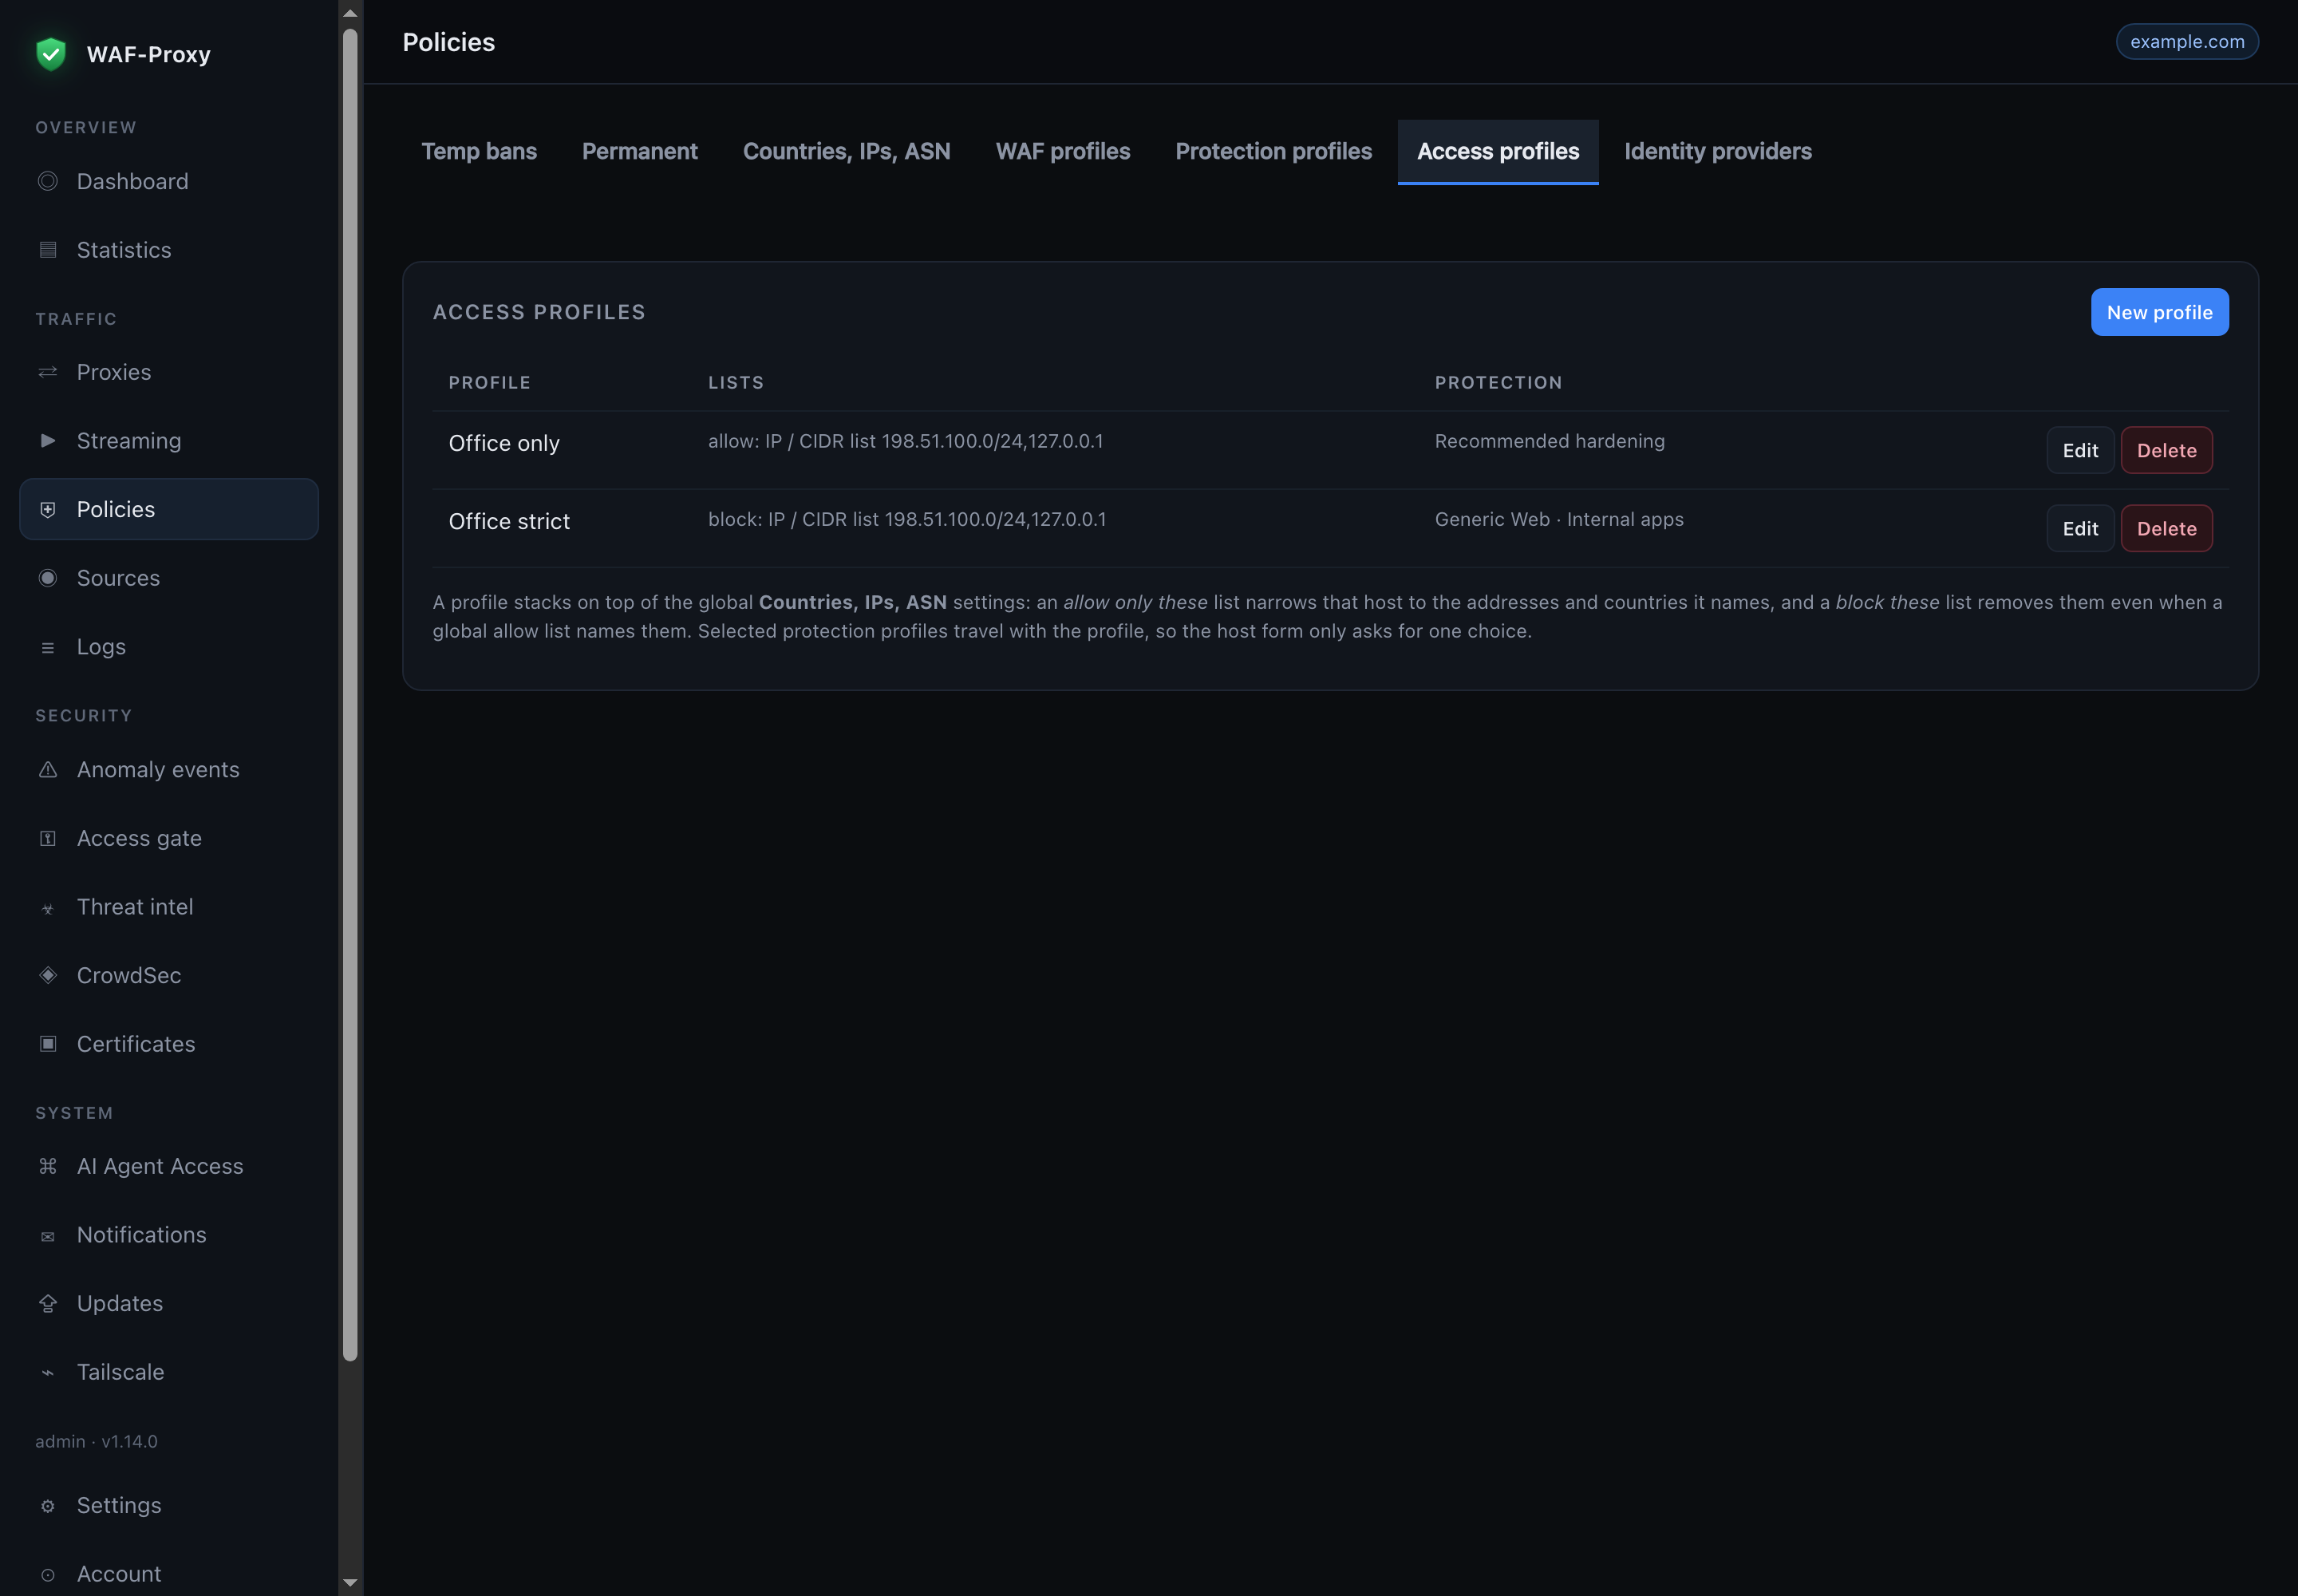 WAF-Proxy
OVERVIEW
Dashboard
Statistics
TRAFFIC
Proxies
Streaming
Policies
Sources
Logs
SECURITY
Anomaly events
Access gate
Threat intel
CrowdSec
Certificates
SYSTEM
AI Agent Access
Notifications
Updates
Tailscale
admin · v1.14.0
Settings
Account
Policies
example.com
Temp bans
Permanent
Countries, IPs, ASN
WAF profiles
Protection profiles
Access profiles
Identity providers
ACCESS PROFILES
New profile
PROFILE LISTS PROTECTION
Office only allow: IP / CIDR list 198.51.100.0/24,127.0.0.1 Recommended hardening Edit Delete
Office strict block: IP / CIDR list 198.51.100.0/24,127.0.0.1 Generic Web · Internal apps Edit Delete
A profile stacks on top of the global Countries, IPs, ASN settings: an allow only these list narrows that host to the addresses and countries it names, and a block these list removes them even when a
global allow list names them. Selected protection profiles travel with the profile, so the host form only asks for one choice.